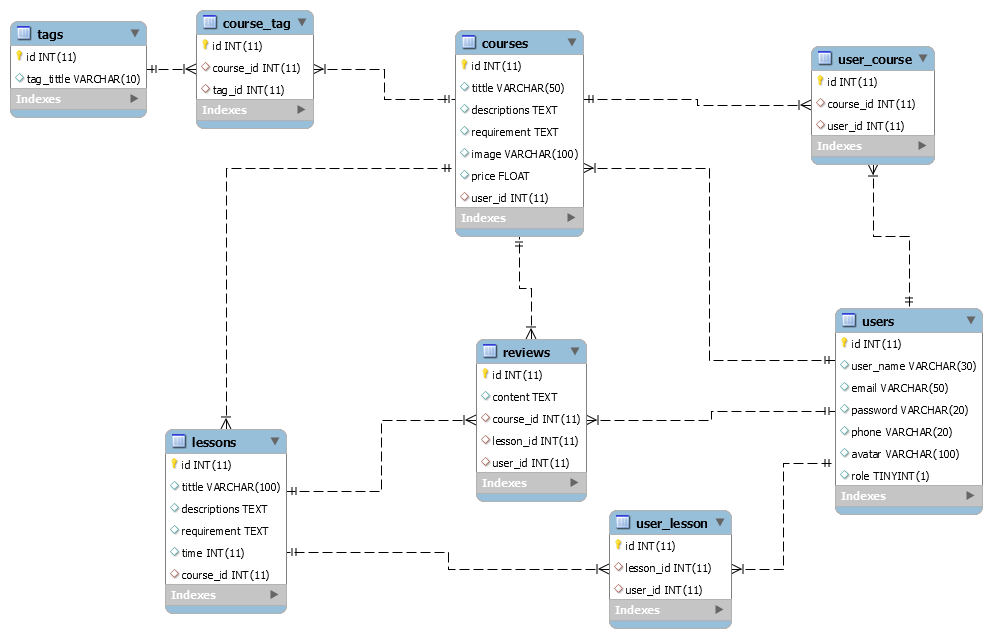 tags
id INT(11)
tag_tittle VARCHAR(10)
Indexes
course_tag
id INT(11)
course_id INT(11)
tag_id INT(11)
Indexes
courses
id INT(11)
tittle VARCHAR(50)
descriptions TEXT
requirement TEXT
image VARCHAR(100)
price FLOAT
user_id INT(11)
Indexes
user_course
id INT(11)
course_id INT(11)
user_id INT(11)
Indexes
users
id INT(11)
user_name VARCHAR(30)
email VARCHAR(50)
password VARCHAR(20)
phone VARCHAR(20)
avatar VARCHAR(100)
role TINYINT(1)
Indexes
reviews
id INT(11)
content TEXT
course_id INT(11)
lesson_id INT(11)
user_id INT(11)
Indexes
lessons
id INT(11)
tittle VARCHAR(100)
descriptions TEXT
requirement TEXT
time INT(11)
course_id INT(11)
Indexes
user_lesson
id INT(11)
lesson_id INT(11)
user_id INT(11)
Indexes